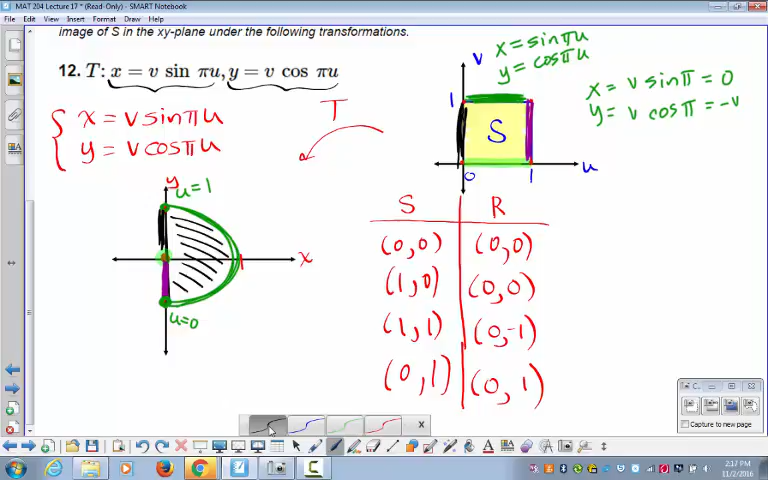 MAT 204 Lecture 17 * (Read-Only) - SMART Notebook
File Edit View Insert Format Tools Draw Help
image of S in the xy-plane under the following transformations.
12. T: x = v sin πu, y = v cos πu
x = v sin πu
y = v cos πu
T
v
x = sin πu
y = cos πu
x = v sin π = 0
y = v cos π = -v
1
S
0
1
u
y
u=1
x
u=0
S R
(0,0) (0,0)
(1,0) (0,0)
(1,1) (0,-1)
(0,1) (0,1)
C..
Capture to new page
2:17 PM
11/2/2016